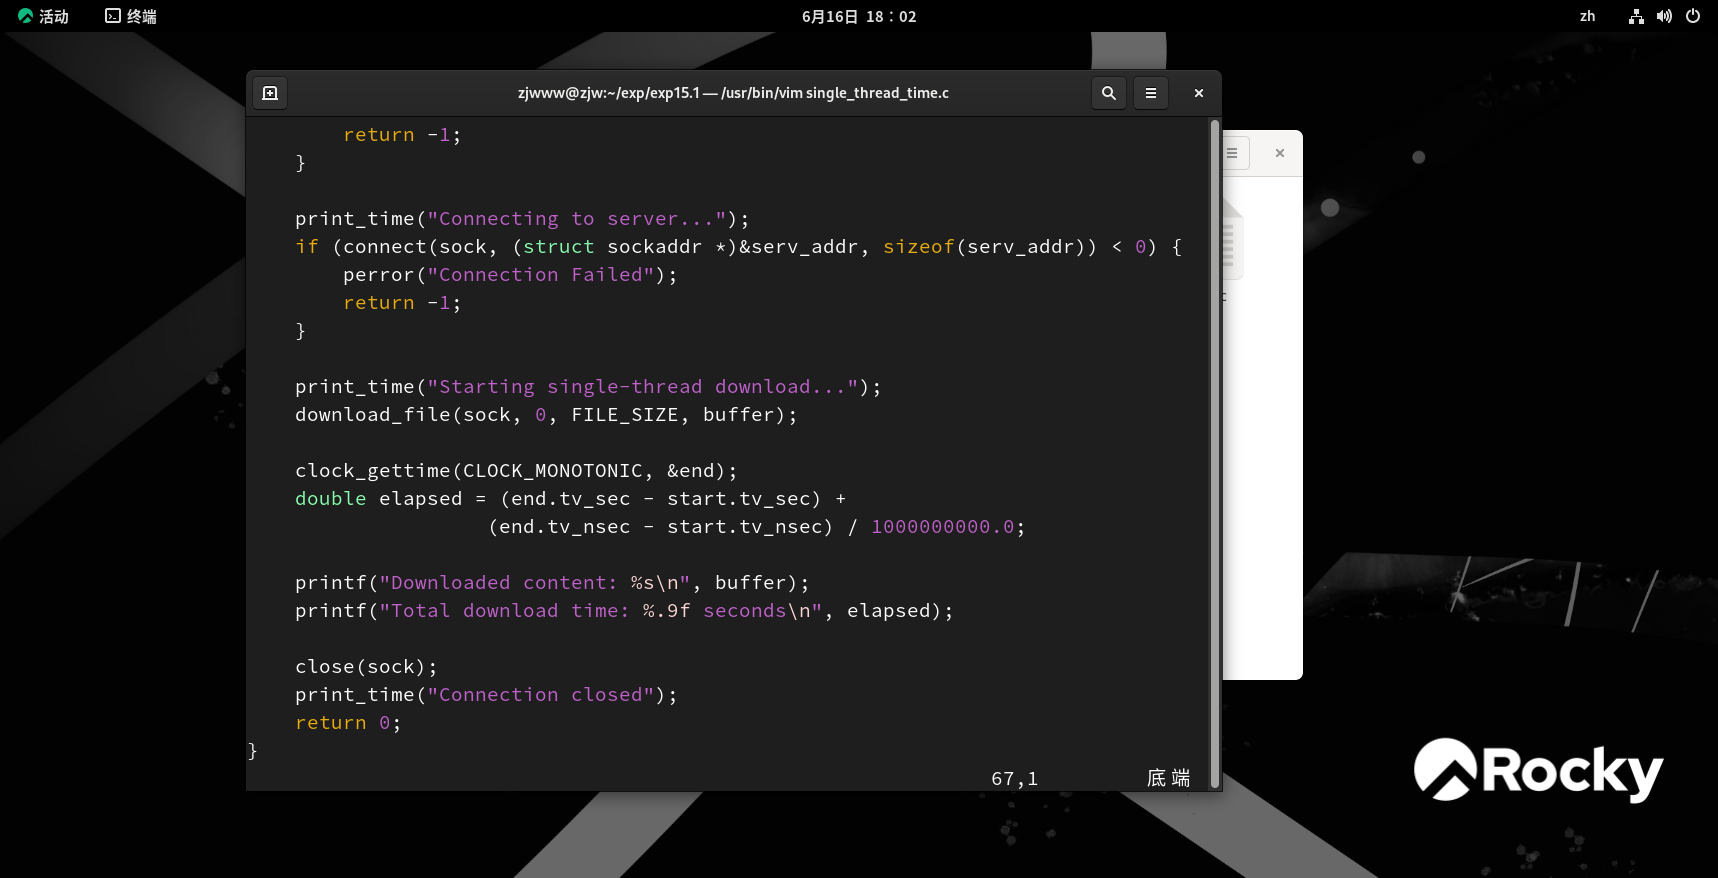 活动 终端 6月16日 18：02 zh
zjwww@zjw:~/exp/exp15.1 — /usr/bin/vim single_thread_time.c
        return -1;
    }

    print_time("Connecting to server...");
    if (connect(sock, (struct sockaddr *)&serv_addr, sizeof(serv_addr)) < 0) {
        perror("Connection Failed");
        return -1;
    }

    print_time("Starting single-thread download...");
    download_file(sock, 0, FILE_SIZE, buffer);

    clock_gettime(CLOCK_MONOTONIC, &end);
    double elapsed = (end.tv_sec - start.tv_sec) +
                    (end.tv_nsec - start.tv_nsec) / 1000000000.0;

    printf("Downloaded content: %s\n", buffer);
    printf("Total download time: %.9f seconds\n", elapsed);

    close(sock);
    print_time("Connection closed");
    return 0;
}
67,1 底端
c
Rocky